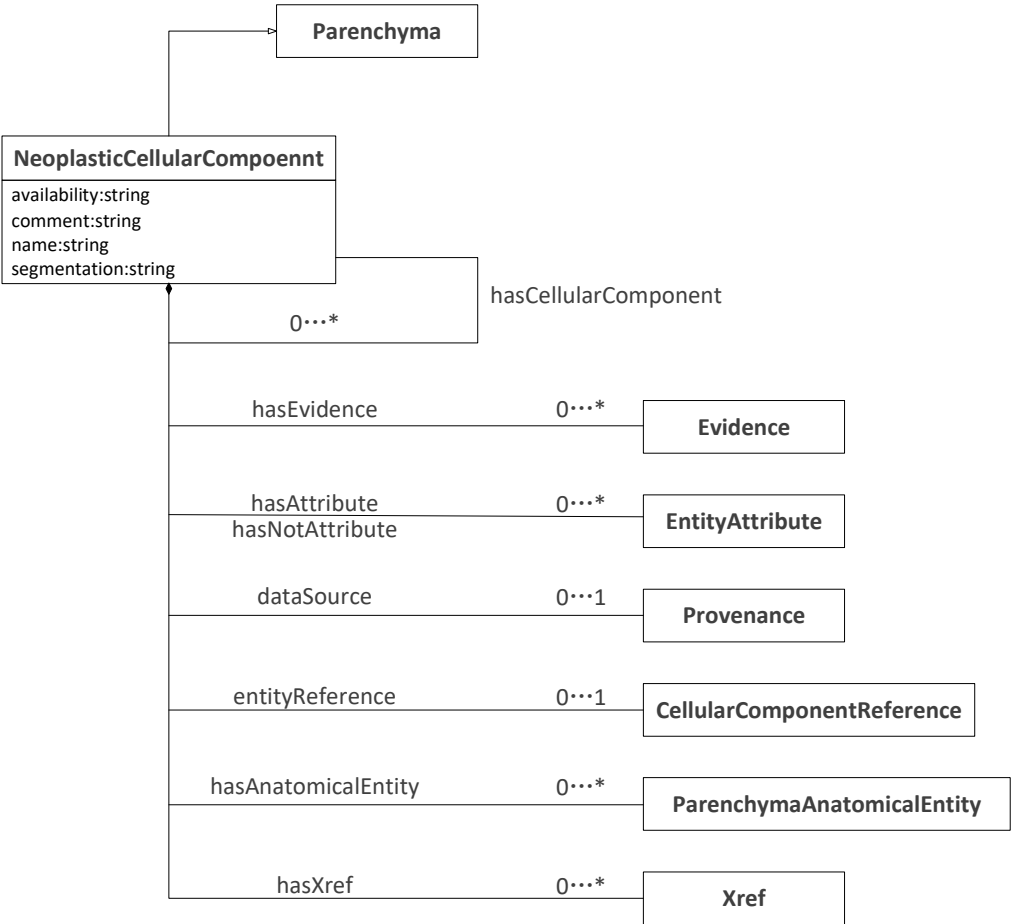 Parenchyma
NeoplasticCellularCompoennt
availability:string
comment:string
name:string
segmentation:string
hasCellularComponent
0···*
hasEvidence
0···*
Evidence
hasAttribute
0···*
hasNotAttribute
EntityAttribute
dataSource
0···1
Provenance
entityReference
0···1
CellularComponentReference
hasAnatomicalEntity
0···*
ParenchymaAnatomicalEntity
hasXref
0···*
Xref